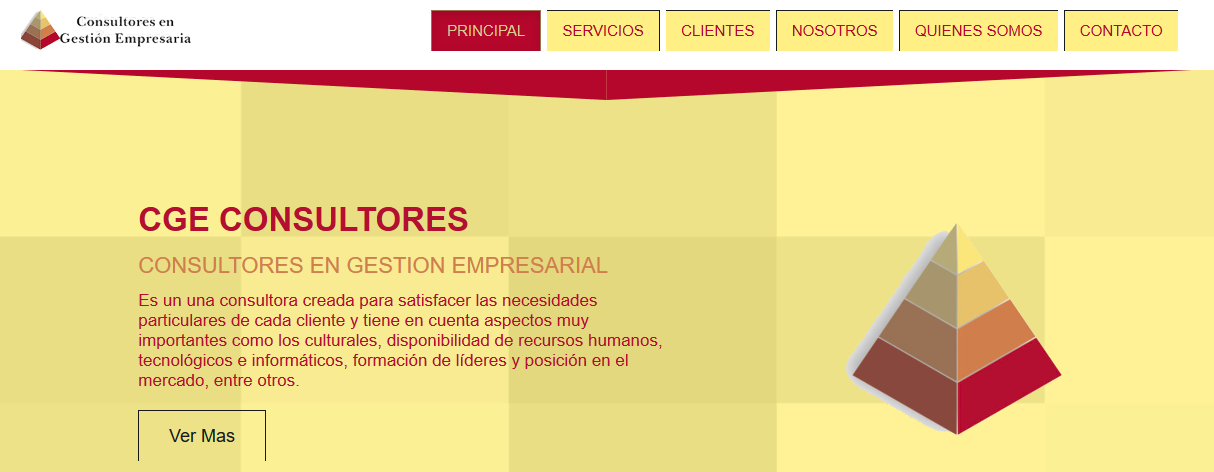 Consultores en
Gestión Empresaria
PRINCIPAL
SERVICIOS
CLIENTES
NOSOTROS
QUIENES SOMOS
CONTACTO
CGE CONSULTORES
CONSULTORES EN GESTION EMPRESARIAL
Es un una consultora creada para satisfacer las necesidades
particulares de cada cliente y tiene en cuenta aspectos muy
importantes como los culturales, disponibilidad de recursos humanos,
tecnológicos e informáticos, formación de líderes y posición en el
mercado, entre otros.
Ver Mas